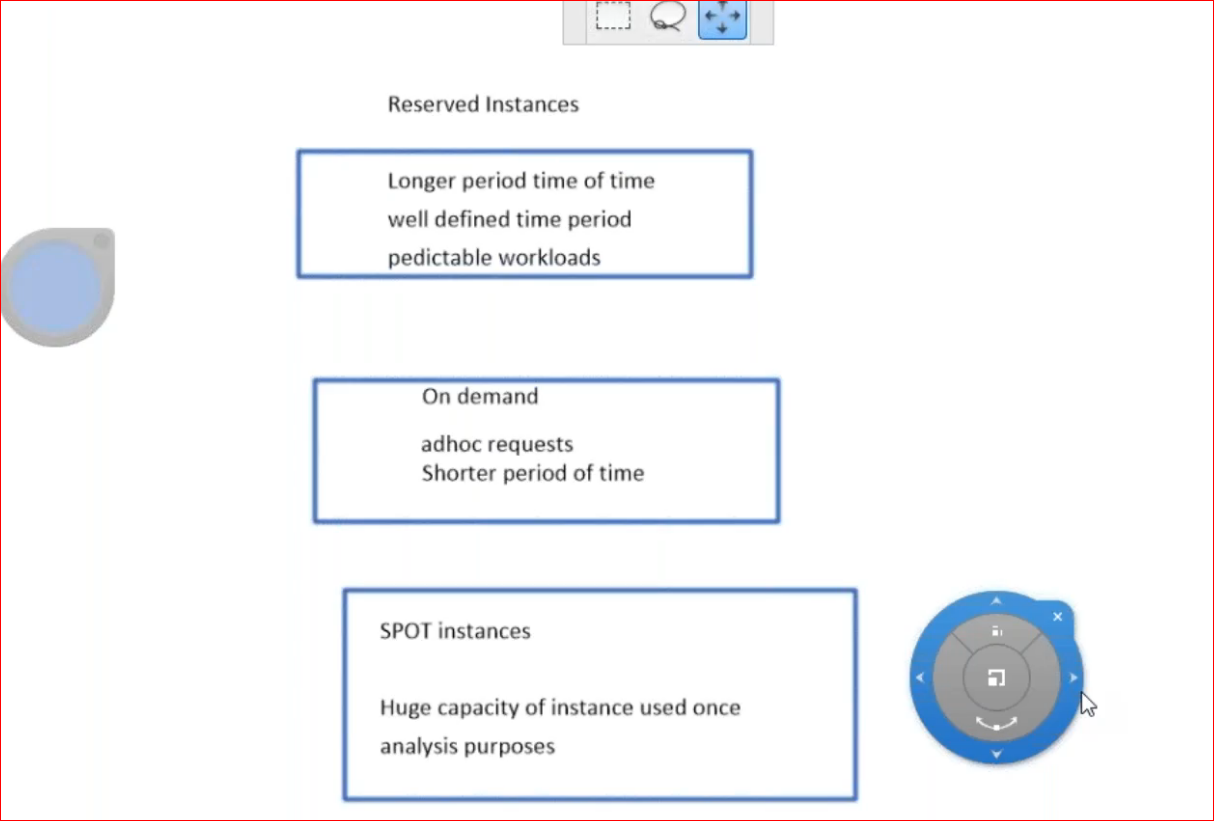 Reserved Instances
Longer period time of time
well defined time period
pedictable workloads
On demand
adhoc requests
Shorter period of time
SPOT instances
Huge capacity of instance used once
analysis purposes